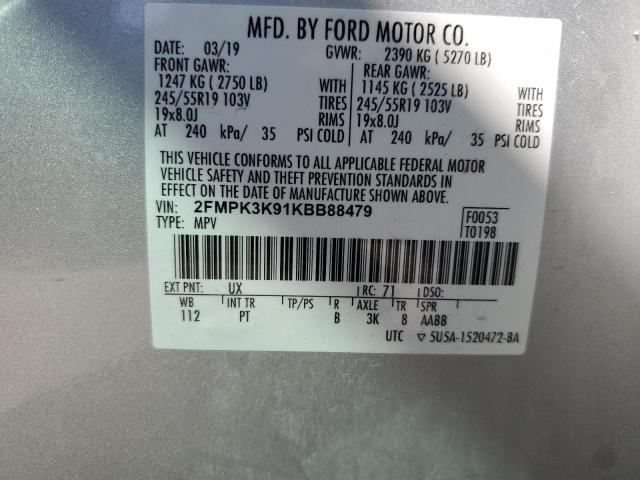 MFD. BY FORD MOTOR CO.
DATE: 03/19 GVWR: 2390 KG ( 5270 LB)
FRONT GAWR: REAR GAWR:
1247 KG ( 2750 LB) WITH 1145 KG ( 2525 LB) WITH
245/55R19 103V TIRES 245/55R19 103V TIRES
19x8.0J RIMS 19x8.0J RIMS
AT 240 kPa/ 35 PSI COLD AT 240 kPa/ 35 PSI COLD
THIS VEHICLE CONFORMS TO ALL APPLICABLE FEDERAL MOTOR
VEHICLE SAFETY AND THEFT PREVENTION STANDARDS IN
EFFECT ON THE DATE OF MANUFACTURE SHOWN ABOVE.
VIN: 2FMPK3K91KBB88479 F0053
TYPE: MPV T0198
EXT PNT: UX RC: 71 DSO:
WB INT TR TP/PS R AXLE TR SPR
112 PT B 3K 8 AABB
UTC ▽ 5U5A-1520472-BA